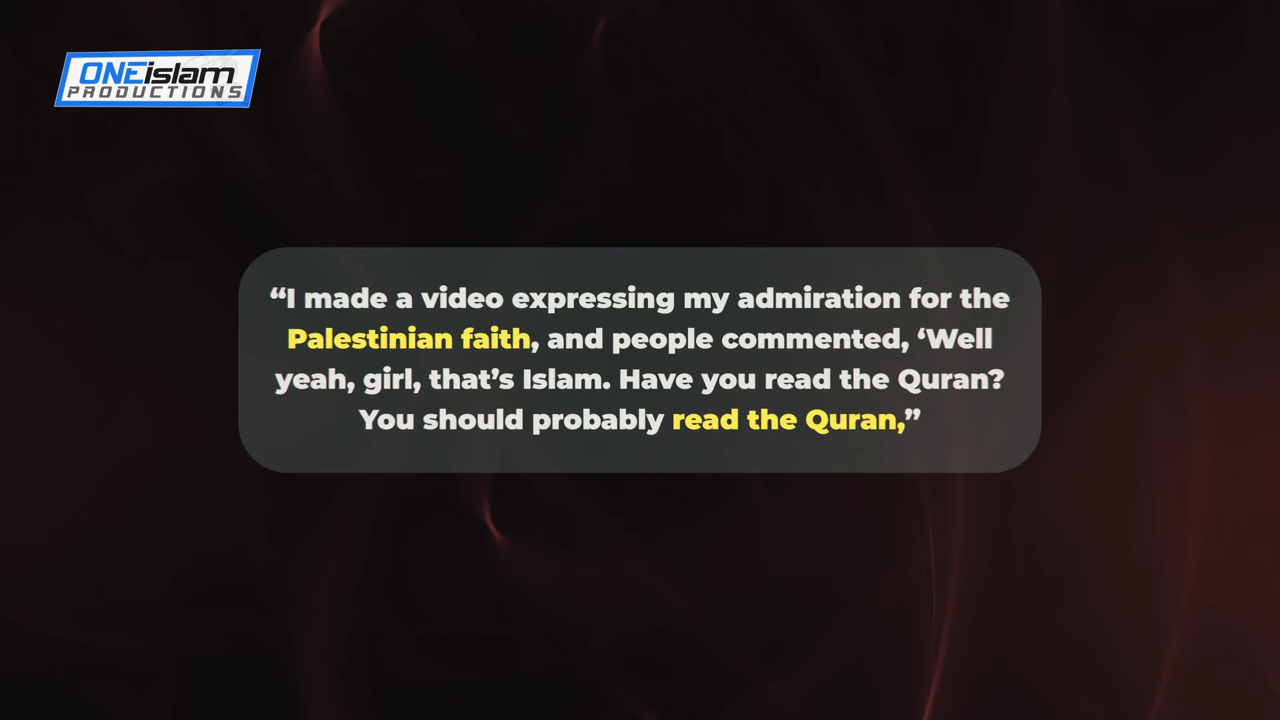 ONEislam
PRODUCTIONS
“I made a video expressing my admiration for the
Palestinian faith, and people commented, ‘Well
yeah, girl, that’s Islam. Have you read the Quran?
You should probably read the Quran,”